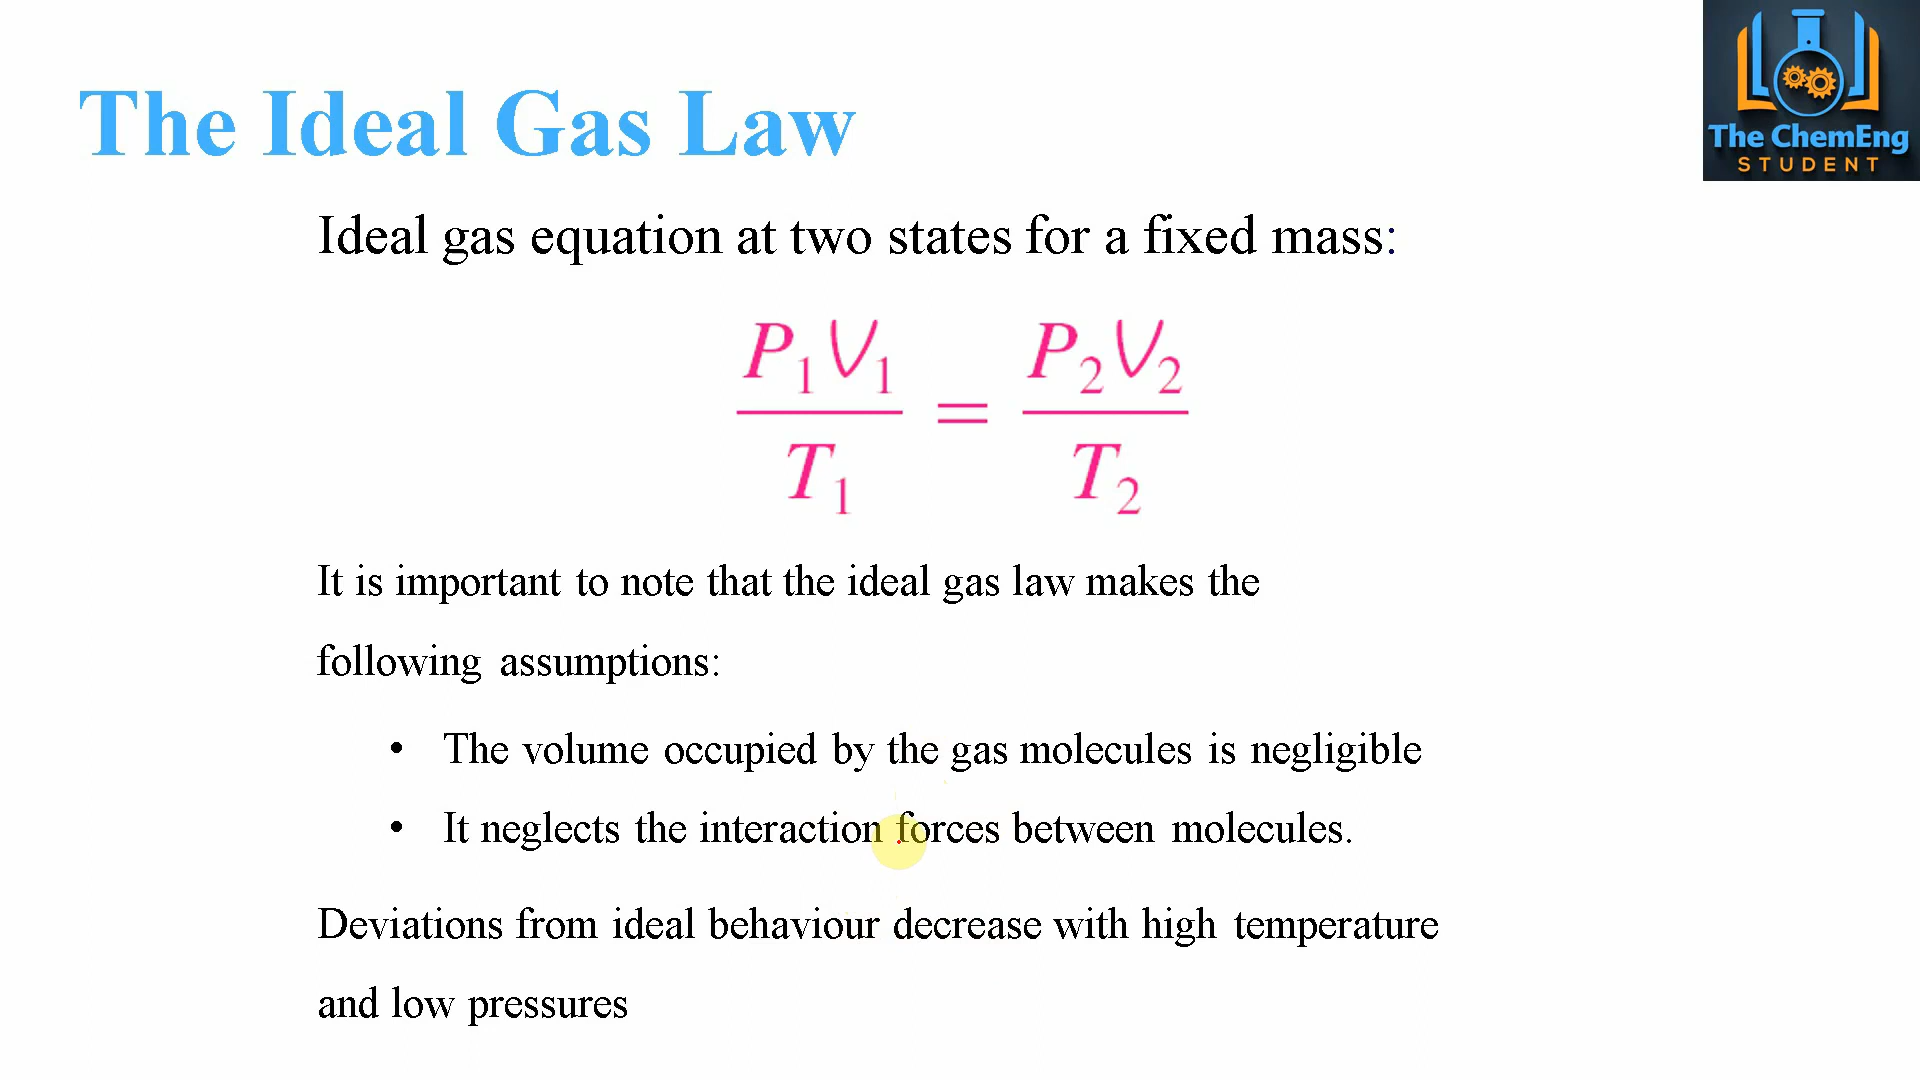 The ChemEng
STUDENT
The Ideal Gas Law
Ideal gas equation at two states for a fixed mass:
P₁V₁/T₁ = P₂V₂/T₂
It is important to note that the ideal gas law makes the
following assumptions:
• The volume occupied by the gas molecules is negligible
• It neglects the interaction forces between molecules.
Deviations from ideal behaviour decrease with high temperature
and low pressures